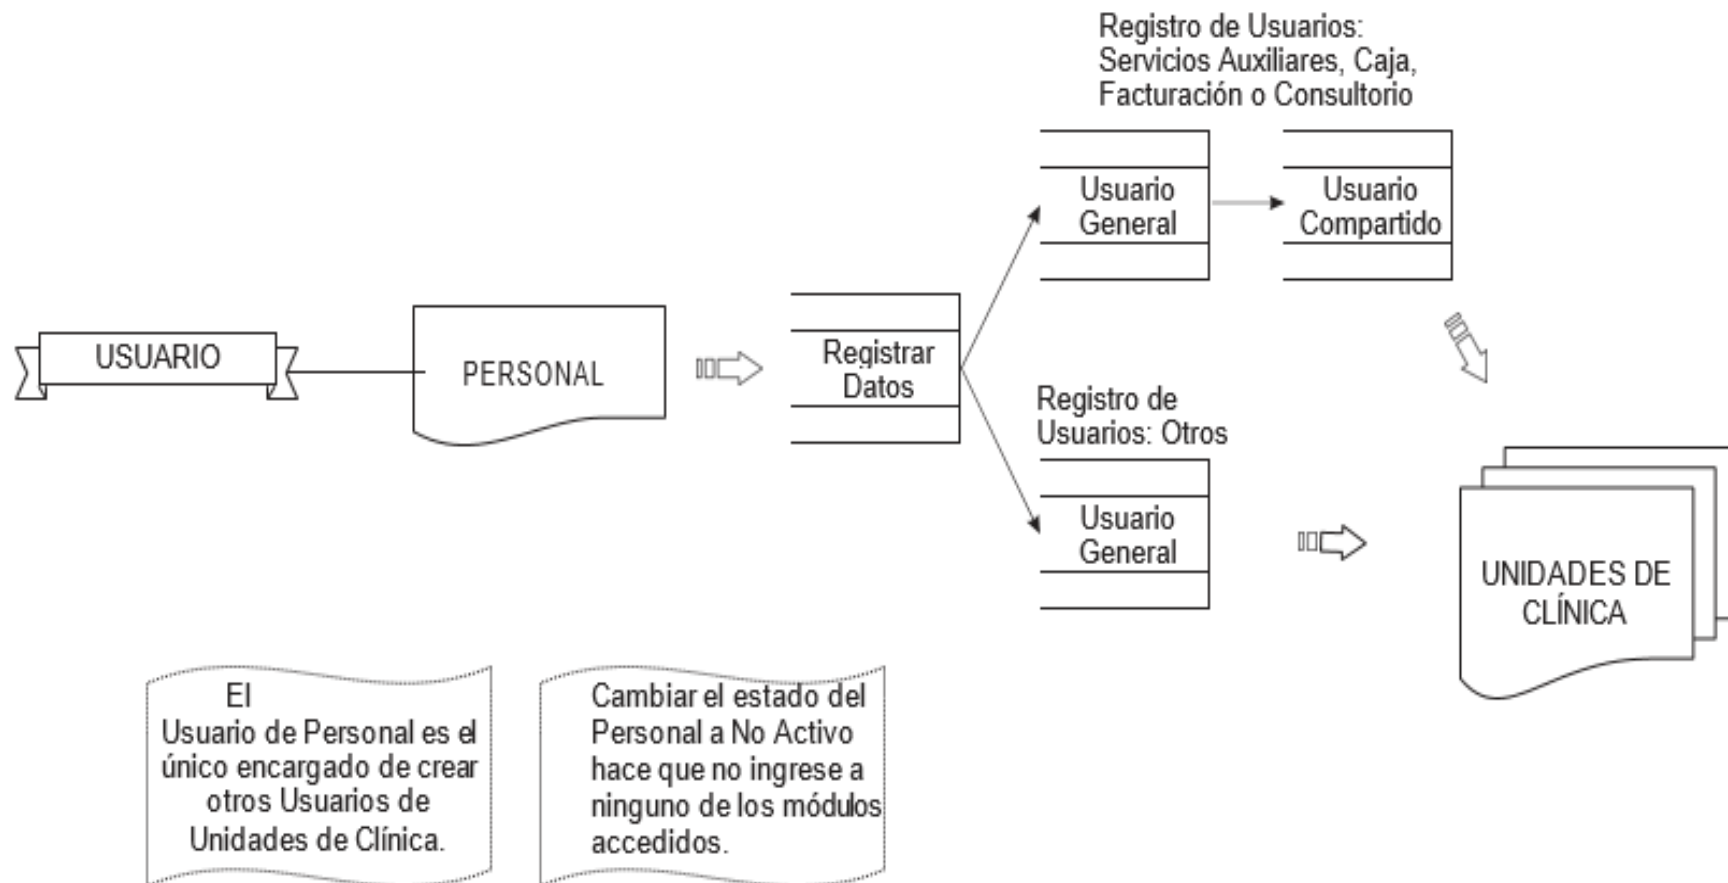 Registro de Usuarios:
Servicios Auxiliares, Caja,
Facturación o Consultorio
Usuario
General
Usuario
Compartido
USUARIO
PERSONAL
Registrar
Datos
Registro de
Usuarios: Otros
Usuario
General
UNIDADES DE
CLÍNICA
El
Usuario de Personal es el
único encargado de crear
otros Usuarios de
Unidades de Clínica.
Cambiar el estado del
Personal a No Activo
hace que no ingrese a
ninguno de los módulos
accedidos.